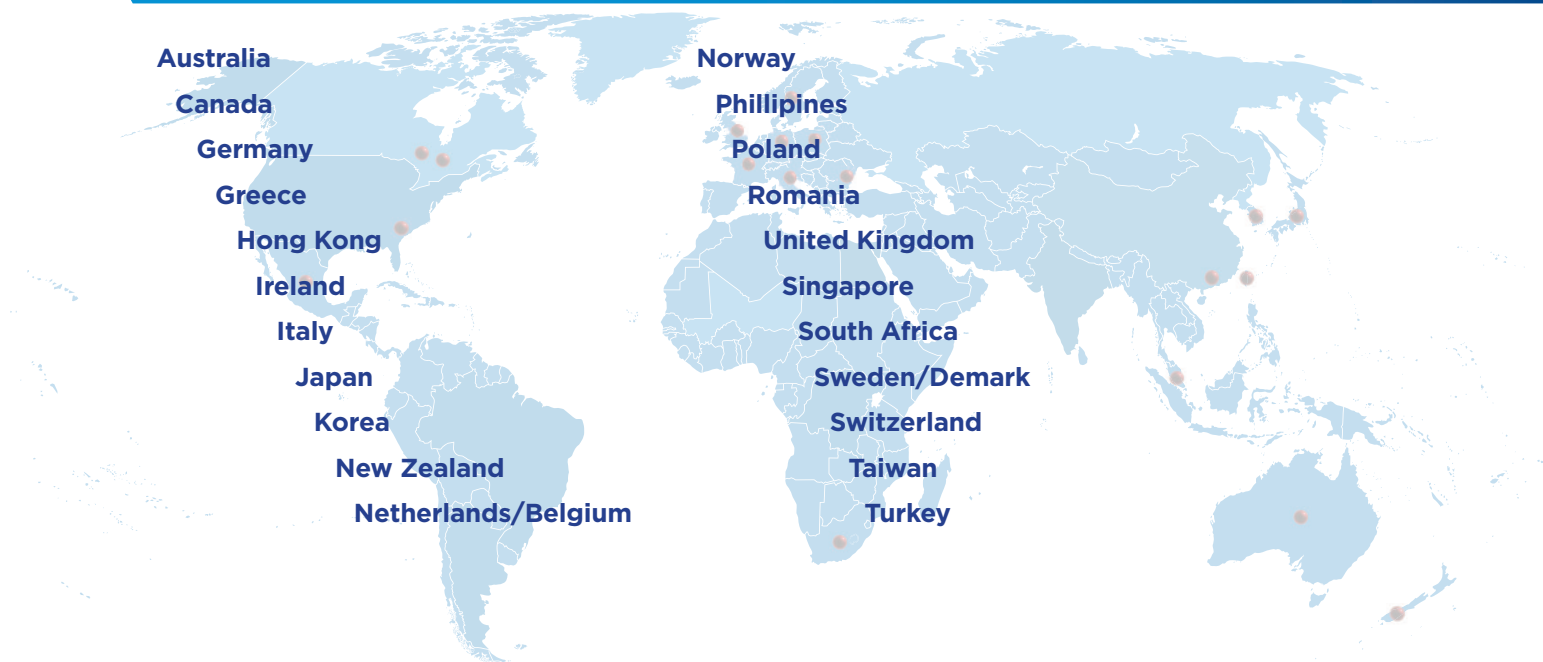 Australia
Canada
Germany
Greece
Hong Kong
Ireland
Italy
Japan
Korea
New Zealand
Netherlands/Belgium
Norway
Phillipines
Poland
Romania
United Kingdom
Singapore
South Africa
Sweden/Demark
Switzerland
Taiwan
Turkey